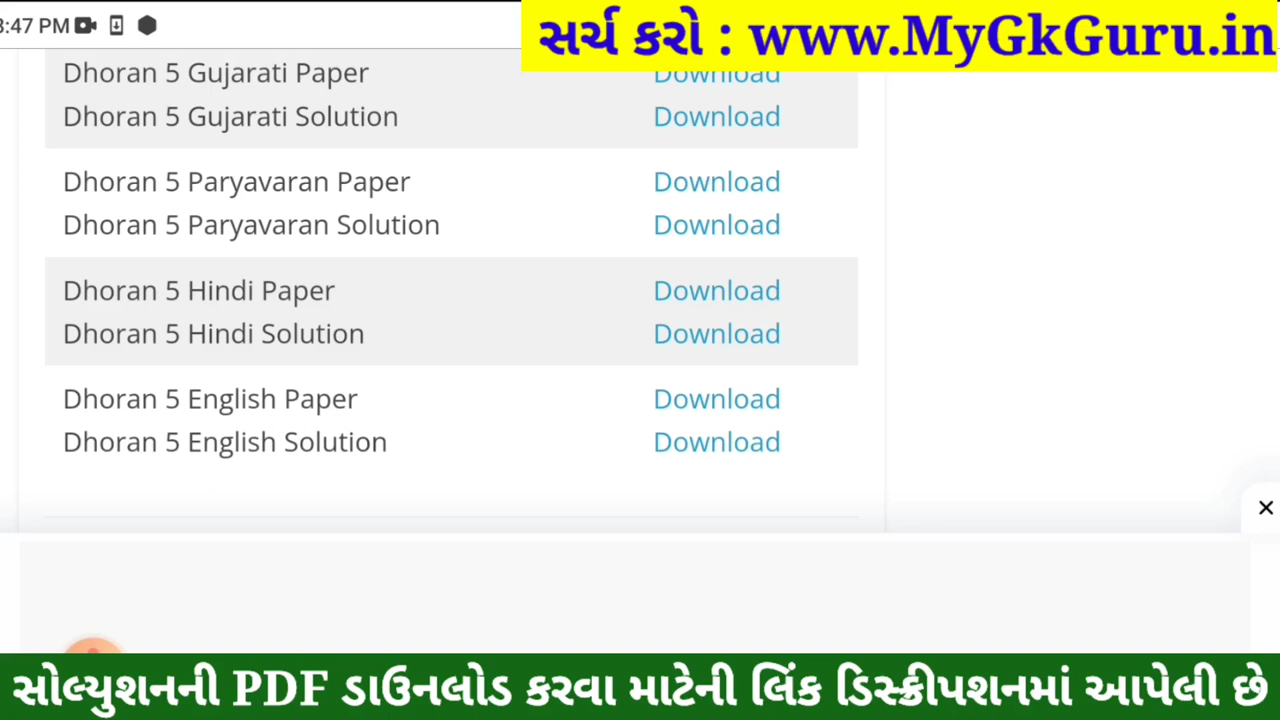 3:47 PM
સર્ચ કરો : www.MyGkGuru.in
Dhoran 5 Gujarati Paper Download
Dhoran 5 Gujarati Solution Download
Dhoran 5 Paryavaran Paper Download
Dhoran 5 Paryavaran Solution Download
Dhoran 5 Hindi Paper Download
Dhoran 5 Hindi Solution Download
Dhoran 5 English Paper Download
Dhoran 5 English Solution Download
સોલ્યુશનની PDF ડાઉનલોડ કરવા માટેની લિંક ડિસ્ક્રીપશનમાં આપેલી છે